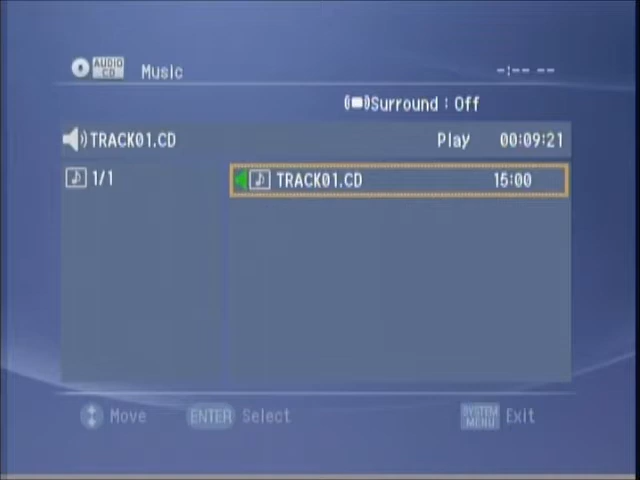 AUDIO CD Music -:-- --
Surround : Off
TRACK01.CD Play 00:09:21
1/1 TRACK01.CD 15:00
Move ENTER Select SYSTEM MENU Exit